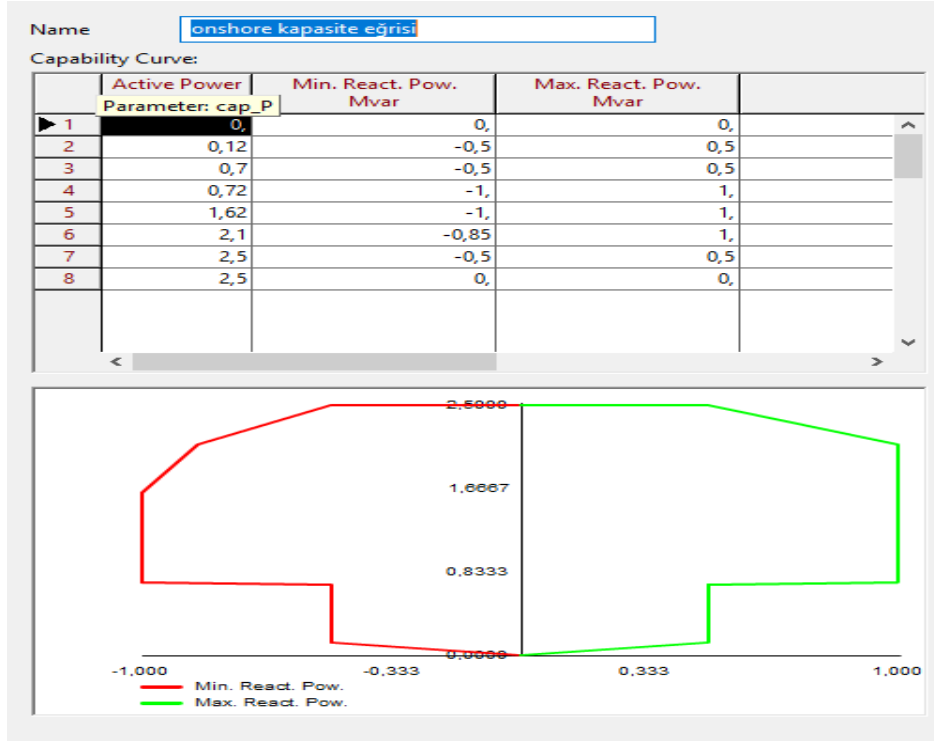 Name onshore kapasite eğrisi
Capability Curve:
Active Power Min. React. Pow. Max. React. Pow.
Parameter: cap_P Mvar Mvar
1 0, 0, 0,
2 0,12 -0,5 0,5
3 0,7 -0,5 0,5
4 0,72 -1, 1,
5 1,62 -1, 1,
6 2,1 -0,85 1,
7 2,5 -0,5 0,5
8 2,5 0, 0,
2,5000
1,6667
0,8333
0,0000
-1,000 -0,333 0,333 1,000
Min. React. Pow.
Max. React. Pow.